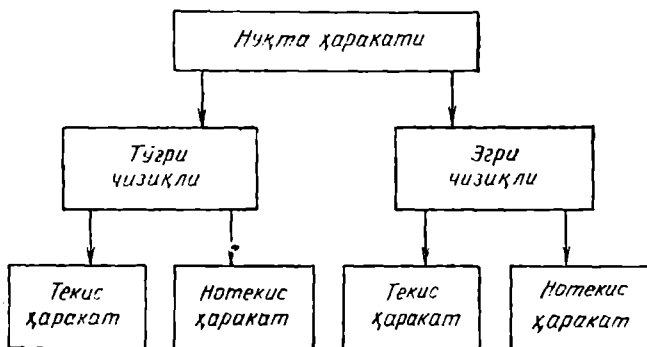 Нуқта ҳаракати
Тўғри
чизиқли
Эгри
чизиқли
Текис
ҳаракат
Нотекис
ҳаракат
Текис
ҳаракат
Нотекис
ҳаракат